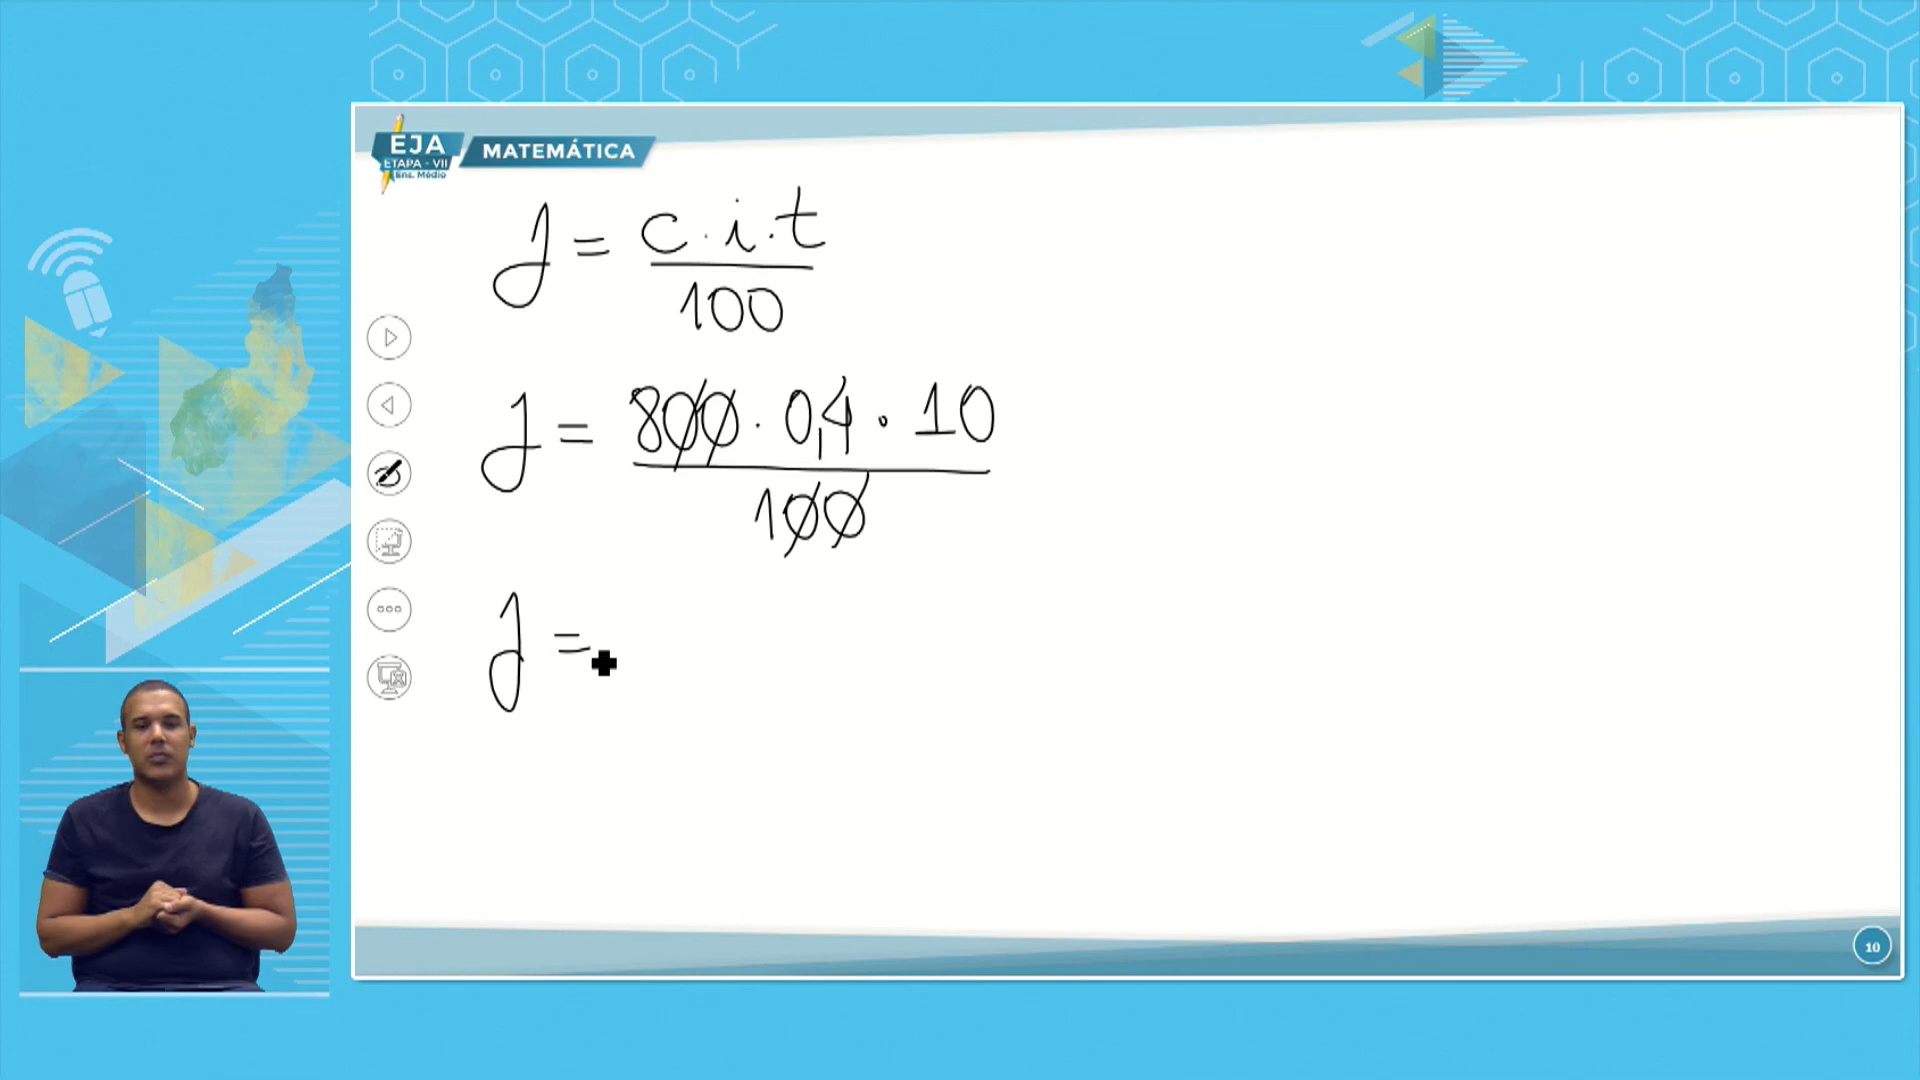 EJA
ETAPA - VII
Ens. Médio
MATEMÁTICA
J = c.i.t
100
J = 800 . 0,4 . 10
100
J =
10